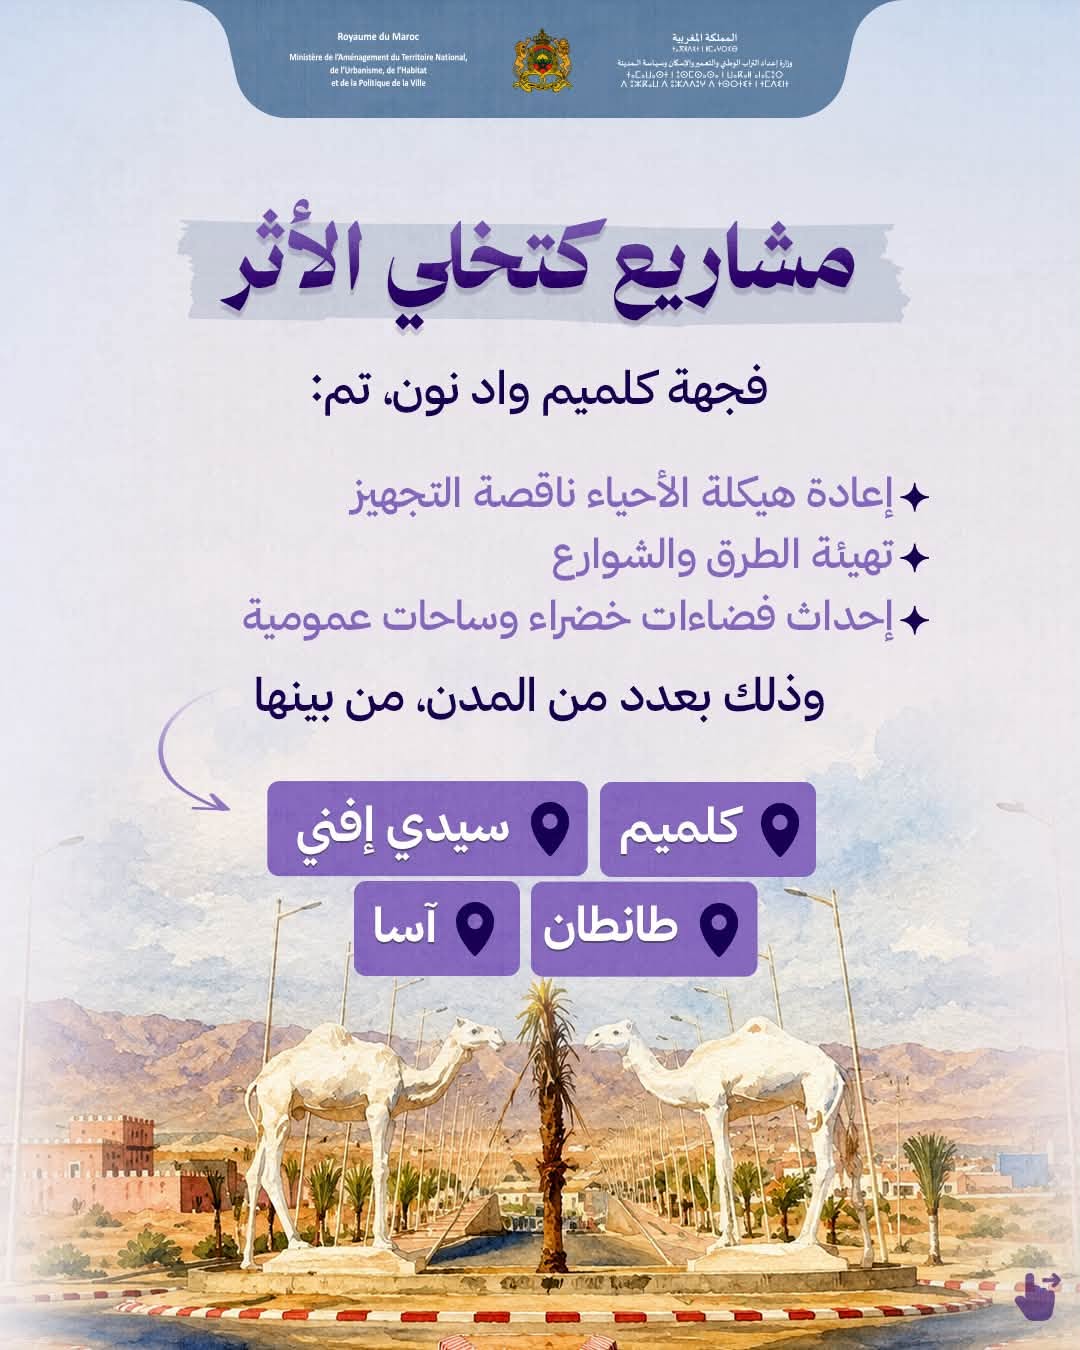 Royaume du Maroc
Ministère de l'Aménagement du Territoire National,
de l'Urbanisme, de l'Habitat
et de la Politique de la Ville
المملكة المغربية
ⵜⴰⴳⵍⴷⵉⵜ ⵏ ⵍⵎⵖⵔⵉⴱ
وزارة إعداد التراب الوطني والتعمير والإسكان وسياسة المدينة
مشاريع كتخلي الأثر
فجهة كلميم واد نون، تم:
إعادة هيكلة الأحياء ناقصة التجهيز
تهيئة الطرق والشوارع
إحداث فضاءات خضراء وساحات عمومية
وذلك بعدد من المدن، من بينها
كلميم
سيدي إفني
طانطان
آسا